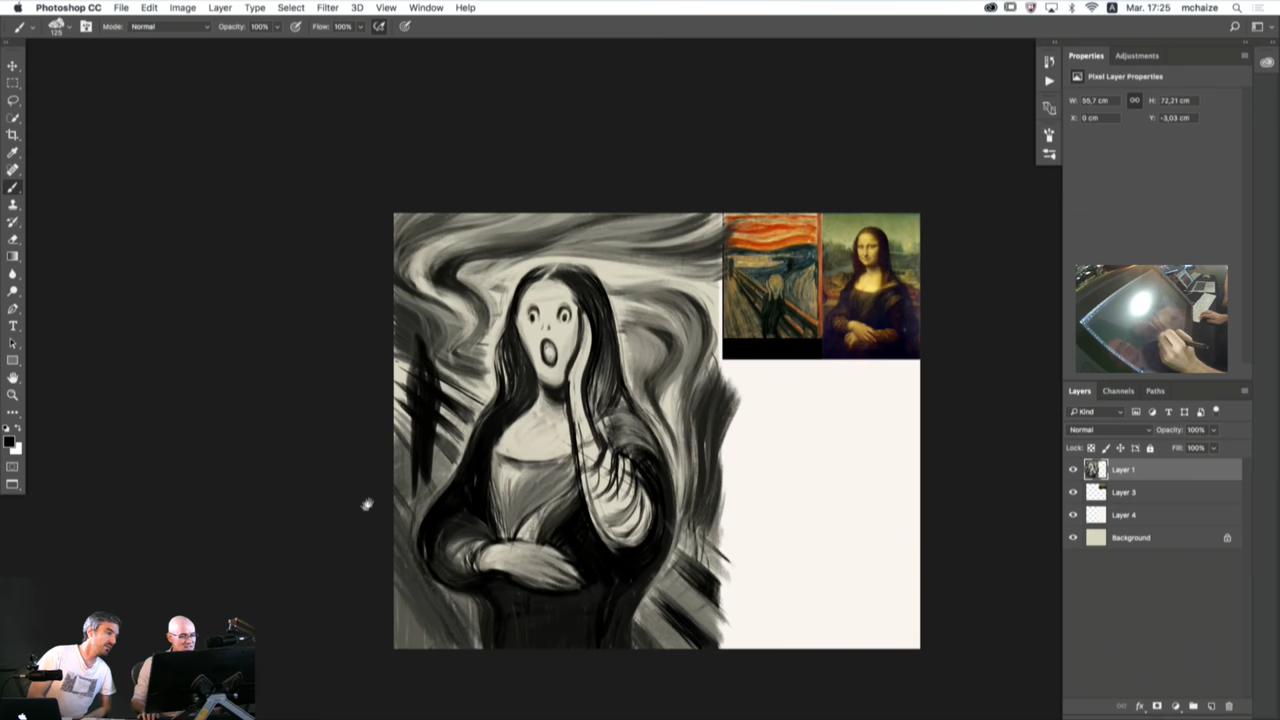 Photoshop CC File Edit Image Layer Type Select Filter 3D View Window Help A Mar. 17:25 mchaize
125 Mode: Normal Opacity: 100% Flow: 100%
Properties Adjustments
Pixel Layer Properties
W: 55,7 cm H: 72,21 cm
X: 0 cm Y: -3,03 cm
Layers Channels Paths
Kind
Normal Opacity: 100%
Lock: Fill: 100%
Layer 1
Layer 3
Layer 4
Background